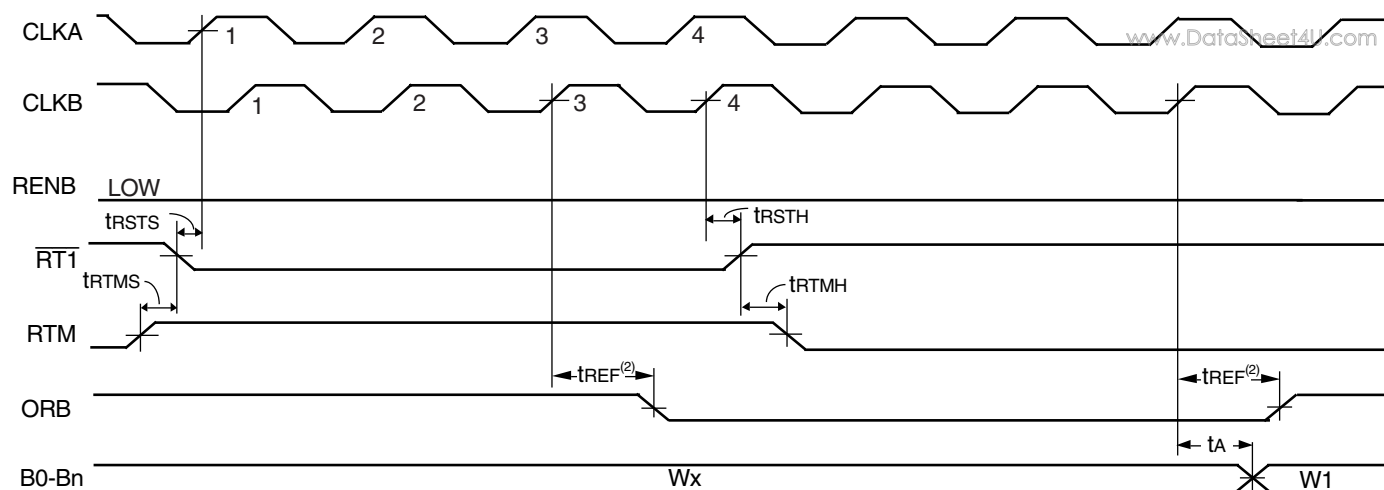 CLKA 1 2 3 4
www.DataSheet4U.com
CLKB 1 2 3 4
RENB LOW
tRSTS tRSTH
RT1
tRTMS tRTMH
RTM
tREF(2) tREF(2)
ORB
tA
B0-Bn Wx W1